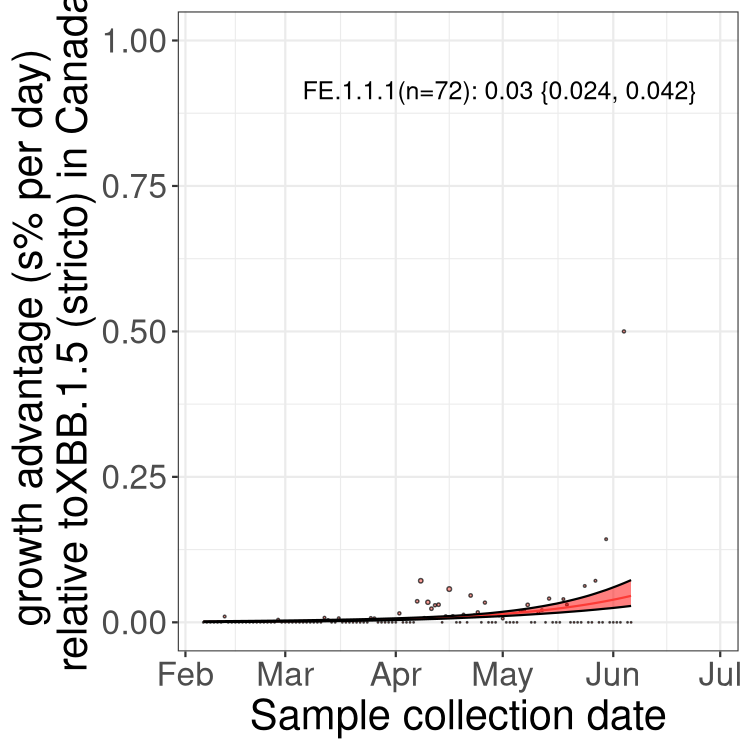 growth advantage (s% per day)
relative toXBB.1.5 (stricto) in Canada
1.00
0.75
0.50
0.25
0.00
FE.1.1.1(n=72): 0.03 {0.024, 0.042}
Feb Mar Apr May Jun Jul
Sample collection date